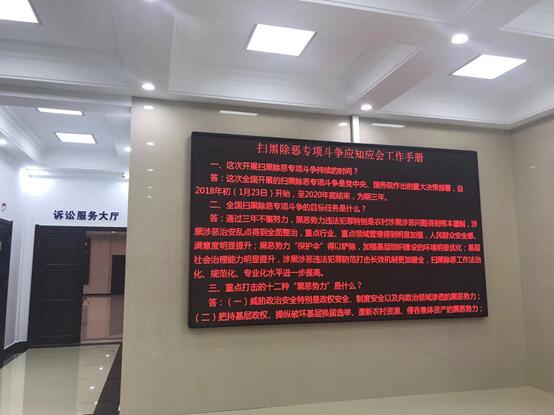 扫黑除恶专项斗争应知应会工作手册
一、这次开展扫黑除恶专项斗争持续的时间？
答：这次全国开展的扫黑除恶专项斗争是党中央、国务院作出的重大决策部署，自
2018年初（1月23日）开始，至2020年底结束，为期三年。
二、全国扫黑除恶专项斗争的目标任务是什么？
答：通过三年不懈努力，黑恶势力违法犯罪特别是农村涉黑涉恶问题得到根本遏制，涉
黑涉恶治安乱点得到全面整治，重点行业、重点领域管理得到明显加强，人民群众安全感、
满意度明显提升；黑恶势力“保护伞”得以铲除，加强基层组织建设的环境明显优化；基层
社会治理能力明显提升，涉黑涉恶违法犯罪防范打击长效机制更加健全，扫黑除恶工作法治
化、规范化、专业化水平进一步提高。
三、重点打击的十二种“黑恶势力”是什么？
答：（一）威胁政治安全特别是政权安全、制度安全以及向政治领域渗透的黑恶势力；
（二）把持基层政权、操纵破坏基层换届选举、垄断农村资源、侵吞集体资产的黑恶势力；
诉讼服务大厅